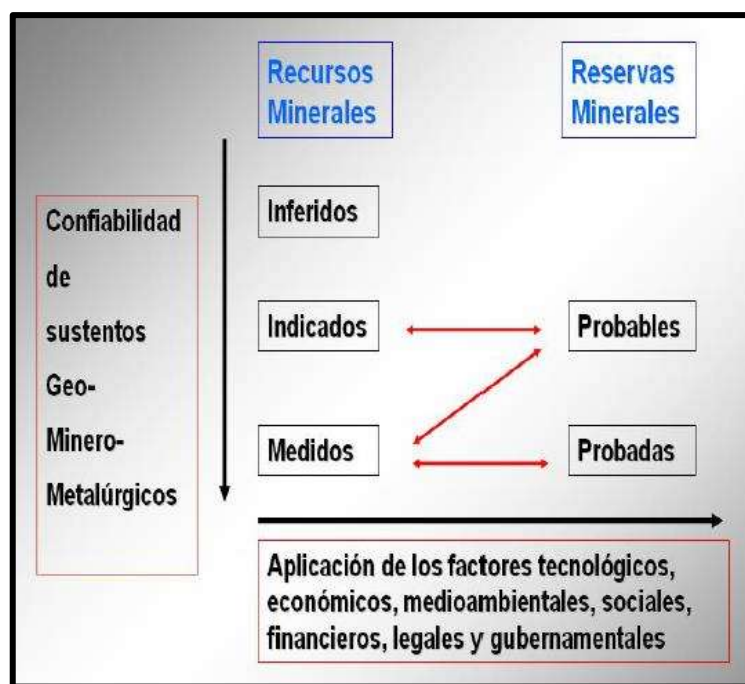 Recursos
Minerales
Reservas
Minerales
Confiabilidad
de
sustentos
Geo-
Minero-
Metalúrgicos
Inferidos
Indicados
Probables
Medidos
Probadas
Aplicación de los factores tecnológicos,
económicos, medioambientales, sociales,
financieros, legales y gubernamentales